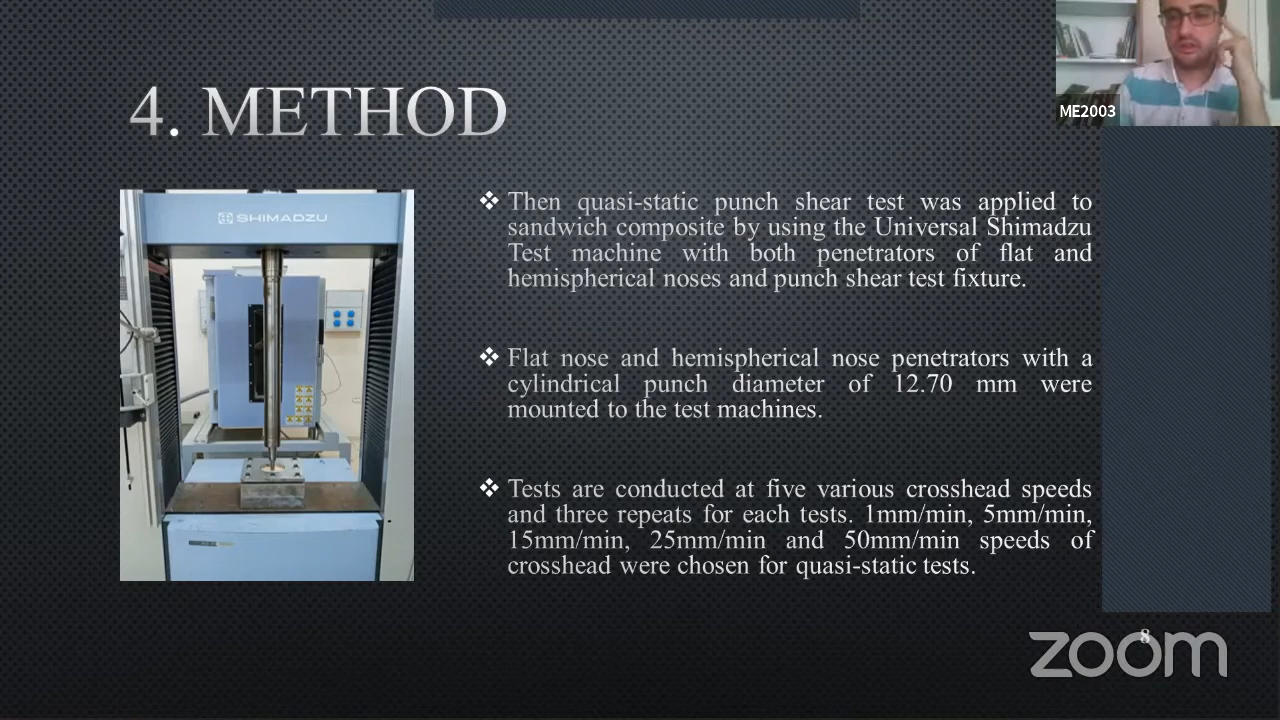 4. METHOD
ME2003
SHIMADZU
❖ Then quasi-static punch shear test was applied to
sandwich composite by using the Universal Shimadzu
Test machine with both penetrators of flat and
hemispherical noses and punch shear test fixture.
❖ Flat nose and hemispherical nose penetrators with a
cylindrical punch diameter of 12.70 mm were
mounted to the test machines.
❖ Tests are conducted at five various crosshead speeds
and three repeats for each tests. 1mm/min, 5mm/min,
15mm/min, 25mm/min and 50mm/min speeds of
crosshead were chosen for quasi-static tests.
8
zoom